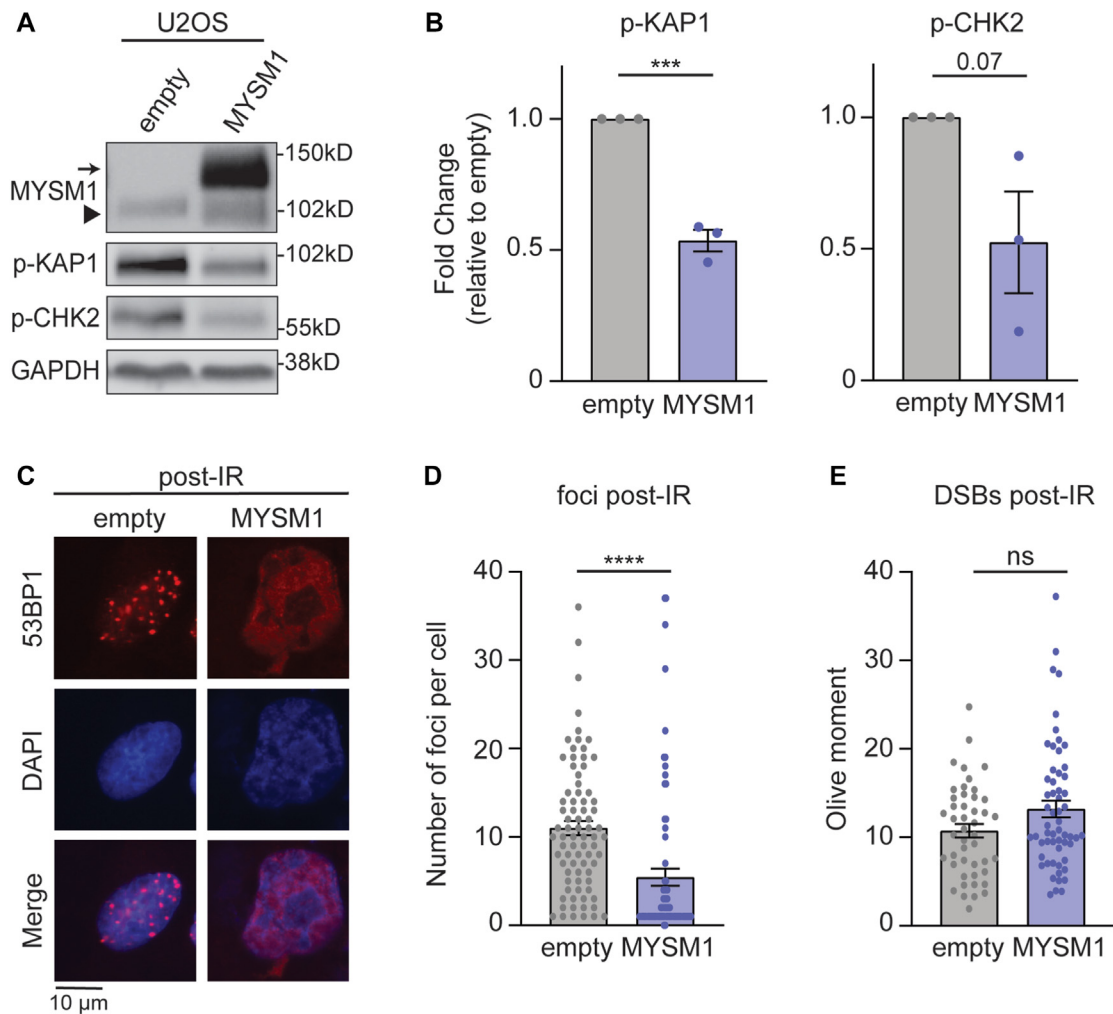 A
U2OS
empty
MYSM1
MYSM1
-150kD
-102kD
p-KAP1
-102kD
p-CHK2
-55kD
GAPDH
-38kD
B
p-KAP1
p-CHK2
Fold Change
(relative to empty)
***
1.0
0.5
0
empty MYSM1
0.07
1.0
0.5
0
empty MYSM1
C
post-IR
empty
MYSM1
53BP1
DAPI
Merge
10 μm
D
foci post-IR
****
Number of foci per cell
40
30
20
10
0
empty MYSM1
E
DSBs post-IR
ns
Olive moment
40
30
20
10
0
empty MYSM1